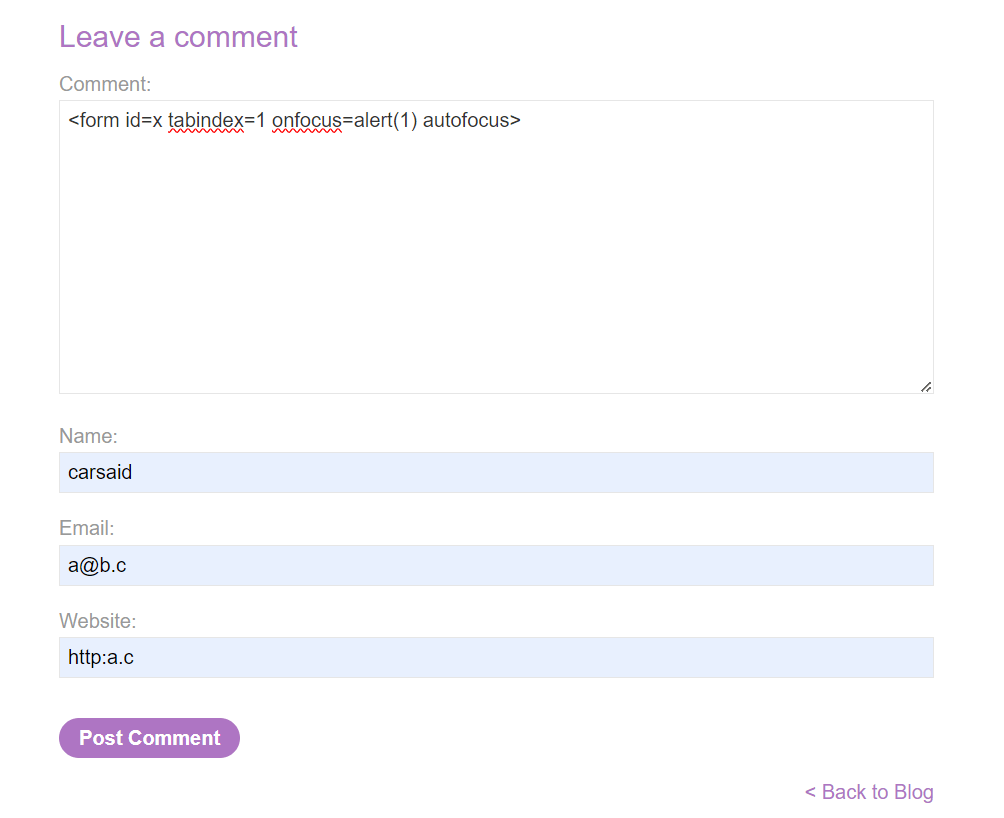 Leave a comment
Comment:
<form id=x tabindex=1 onfocus=alert(1) autofocus>
Name:
carsaid
Email:
a@b.c
Website:
http:a.c
Post Comment
< Back to Blog